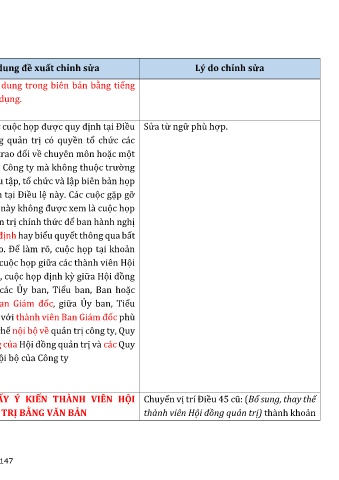 dung đề xuất chỉnh sửa
Lý do chỉnh sửa
dung trong biên bản bằng tiếng
dụng.
cuộc họp được quy định tại Điều
g quản trị có quyền tổ chức các
trao đổi về chuyên môn hoặc một
Công ty mà không thuộc trường
u tập, tổ chức và lập biên bản họp
h tại Điều lệ này. Các cuộc gặp gỡ
này không được xem là cuộc họp
n trị chính thức để ban hành nghị
định hay biểu quyết thông qua bất
o. Để làm rõ, cuộc họp tại khoản
cuộc họp giữa các thành viên Hội
, cuộc họp định kỳ giữa Hội đồng
các Ủy ban, Tiểu ban, Ban hoặc
an Giám đốc, giữa Ủy ban, Tiểu
với thành viên Ban Giám đốc phù
chế nội bộ về quản trị công ty, Quy
g của Hội đồng quản trị và các Quy
ội bộ của Công ty
Sửa từ ngữ phù hợp.
ẤY Ý KIẾN THÀNH VIÊN HỘI
TRỊ BẰNG VĂN BẢN
Chuyển vị trí Điều 45 cũ: (Bổ sung, thay thế
thành viên Hội đồng quản trị) thành khoản
147